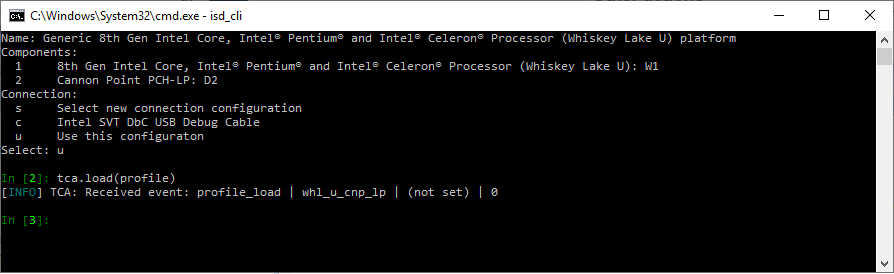 C:\Windows\System32\cmd.exe - isd_cli
Name: Generic 8th Gen Intel Core, Intel® Pentium® and Intel® Celeron® Processor (Whiskey Lake U) platform
Components:
1 8th Gen Intel Core, Intel® Pentium® and Intel® Celeron® Processor (Whiskey Lake U): W1
2 Cannon Point PCH-LP: D2
Connection:
s Select new connection configuration
c Intel SVT DbC USB Debug Cable
u Use this configuraton
Select: u
In [2]: tca.load(profile)
[INFO] TCA: Received event: profile_load | whl_u_cnp_lp | (not set) | 0
In [3]: